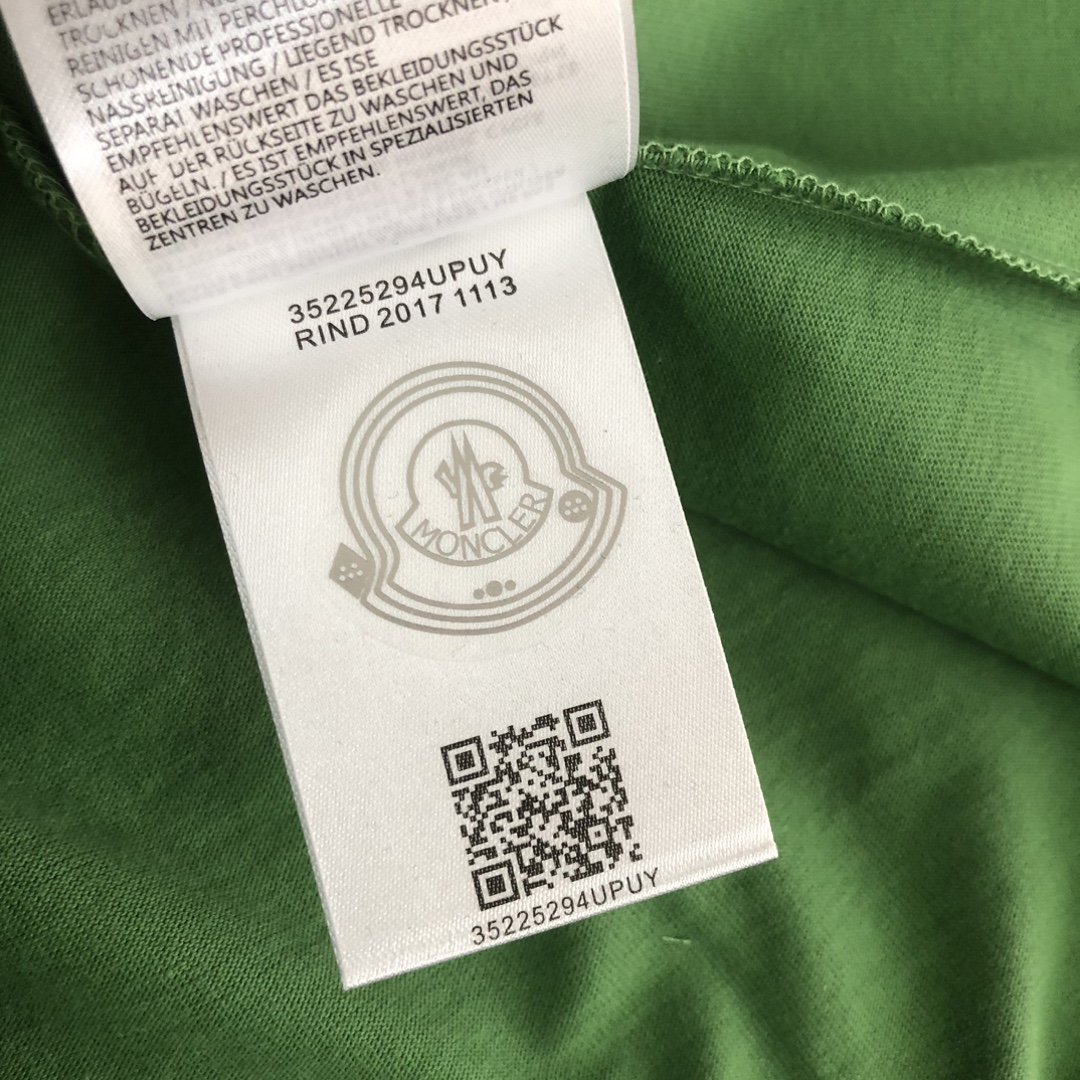 TROCKNEN / NI
REINIGEN MIT PERCHLO
SCHONENDE PROFESSIONELLE
NASSREINIGUNG / LIEGEND TROCKNEN,
SEPARAT WASCHEN / ES ISE
EMPFEHLENSWERT DAS BEKLEIDUNGSSTÜCK
AUF DER RÜCKSEITE ZU WASCHEN UND
BÜGELN. / ES IST EMPFEHLENSWERT, DAS
BEKLEIDUNGSSTÜCK IN SPEZIALISIERTEN
ZENTREN ZU WASCHEN.
35225294UPUY
RIND 2017 1113
MONCLER
35225294UPUY